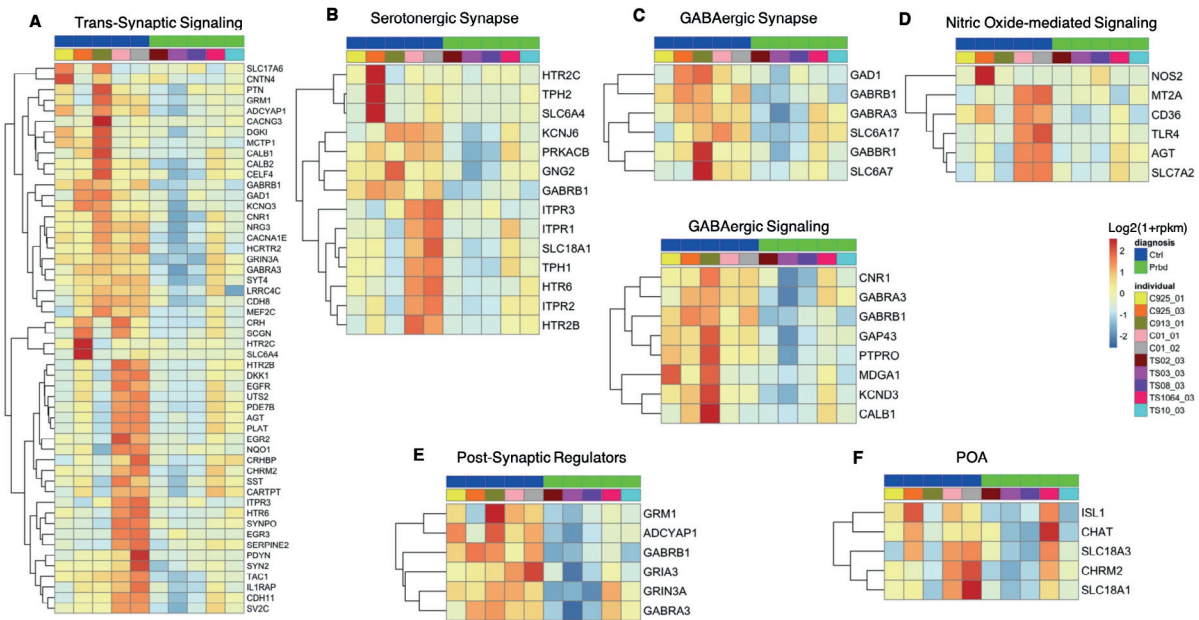 A
Trans-Synaptic Signaling
SLC17A6
CNTN4
PTN
GRM1
ADCYAP1
CACNG3
DGKI
MCTP1
CALB1
CALB2
CELF4
GABRB1
GAD1
KCNQ3
CNR1
NRG3
CACNA1E
HCRTR2
GRIN3A
GABRA3
SYT4
LRRC4C
CDH8
MEF2C
CRH
SCGN
HTR2C
SLC6A4
HTR2B
DKK1
EGFR
UTS2
PDE7B
AGT
PLAT
EGR2
NQO1
CRHBP
CHRM2
SST
CARTPT
ITPR3
HTR6
SYNPO
EGR3
SERPINE2
PDYN
SYN2
TAC1
IL1RAP
CDH11
SV2C
B
Serotonergic Synapse
HTR2C
TPH2
SLC6A4
KCNJ6
PRKACB
GNG2
GABRB1
ITPR3
ITPR1
SLC18A1
TPH1
HTR6
ITPR2
HTR2B
C
GABAergic Synapse
GAD1
GABRB1
GABRA3
SLC6A17
GABBR1
SLC6A7
GABAergic Signaling
CNR1
GABRA3
GABRB1
GAP43
PTPRO
MDGA1
KCND3
CALB1
D
Nitric Oxide-mediated Signaling
NOS2
MT2A
CD36
TLR4
AGT
SLC7A2
Log2(1+rpkm)
2
1
0
-1
-2
diagnosis
Ctrl
Prbd
individual
C925_01
C925_03
C913_01
C01_01
C01_02
TS02_03
TS03_03
TS08_03
TS1064_03
TS10_03
E
Post-Synaptic Regulators
GRM1
ADCYAP1
GABRB1
GRIA3
GRIN3A
GABRA3
F
POA
ISL1
CHAT
SLC18A3
CHRM2
SLC18A1